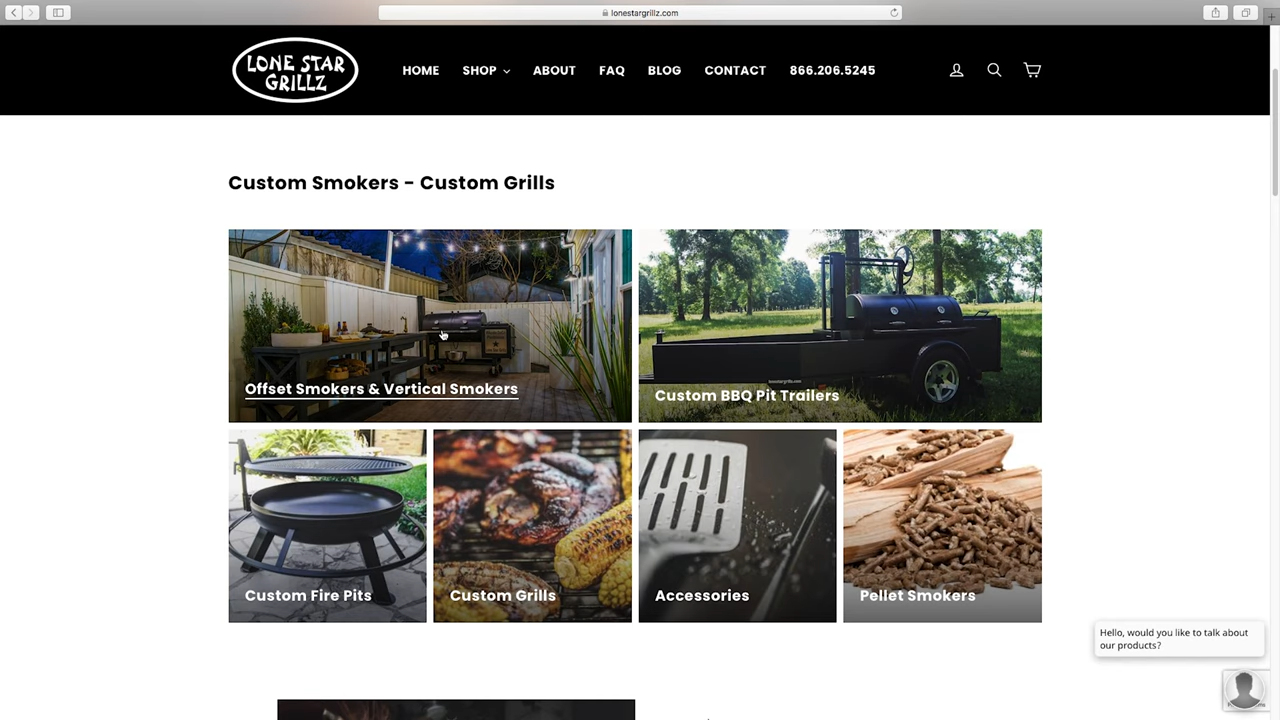 lonestargrillz.com
LONE STAR
GRILLZ
HOME SHOP ABOUT FAQ BLOG CONTACT 866.206.5245
Custom Smokers - Custom Grills
Offset Smokers & Vertical Smokers
lonestargrillz.com
Custom BBQ Pit Trailers
Custom Fire Pits
Custom Grills
Accessories
Pellet Smokers
Hello, would you like to talk about
our products?